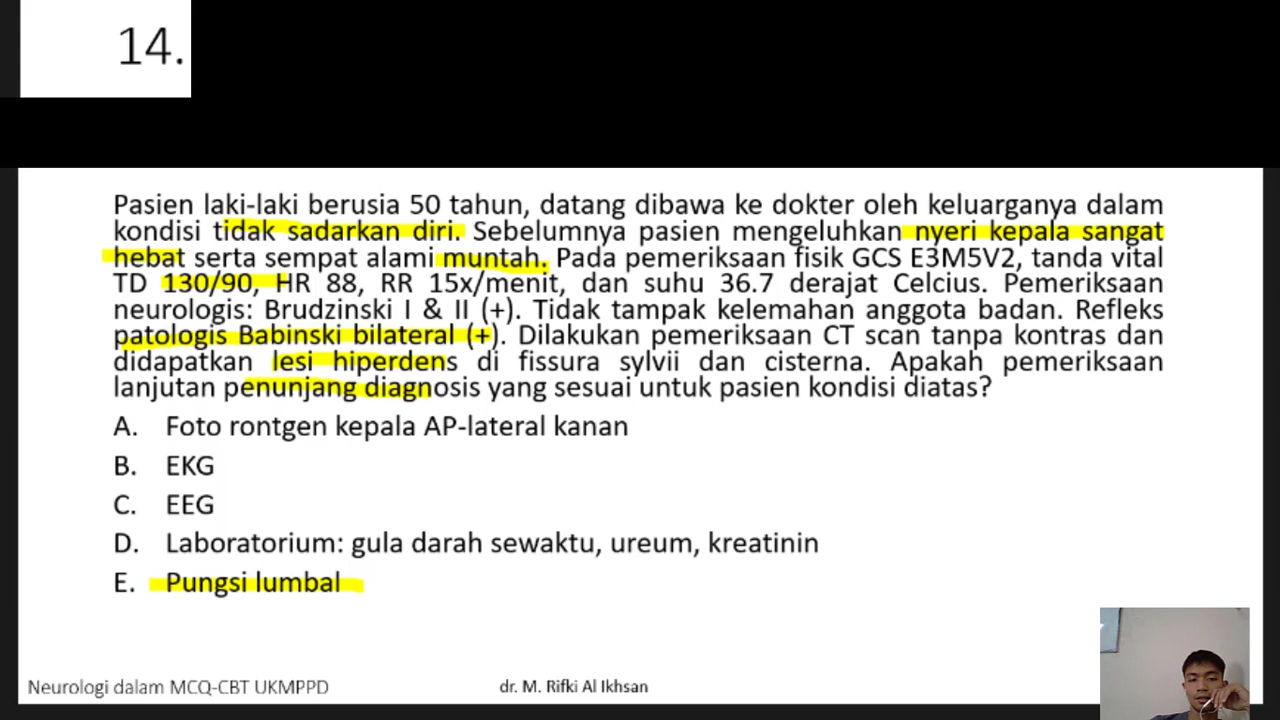 14.
Pasien laki-laki berusia 50 tahun, datang dibawa ke dokter oleh keluarganya dalam
kondisi tidak sadarkan diri. Sebelumnya pasien mengeluhkan nyeri kepala sangat
hebat serta sempat alami muntah. Pada pemeriksaan fisik GCS E3M5V2, tanda vital
TD 130/90, HR 88, RR 15x/menit, dan suhu 36.7 derajat Celcius. Pemeriksaan
neurologis: Brudzinski I & II (+). Tidak tampak kelemahan anggota badan. Refleks
patologis Babinski bilateral (+). Dilakukan pemeriksaan CT scan tanpa kontras dan
didapatkan lesi hiperdens di fissura sylvii dan cisterna. Apakah pemeriksaan
lanjutan penunjang diagnosis yang sesuai untuk pasien kondisi diatas?
A. Foto rontgen kepala AP-lateral kanan
B. EKG
C. EEG
D. Laboratorium: gula darah sewaktu, ureum, kreatinin
E. Pungsi lumbal
Neurologi dalam MCQ-CBT UKMPPD
dr. M. Rifki Al Ikhsan